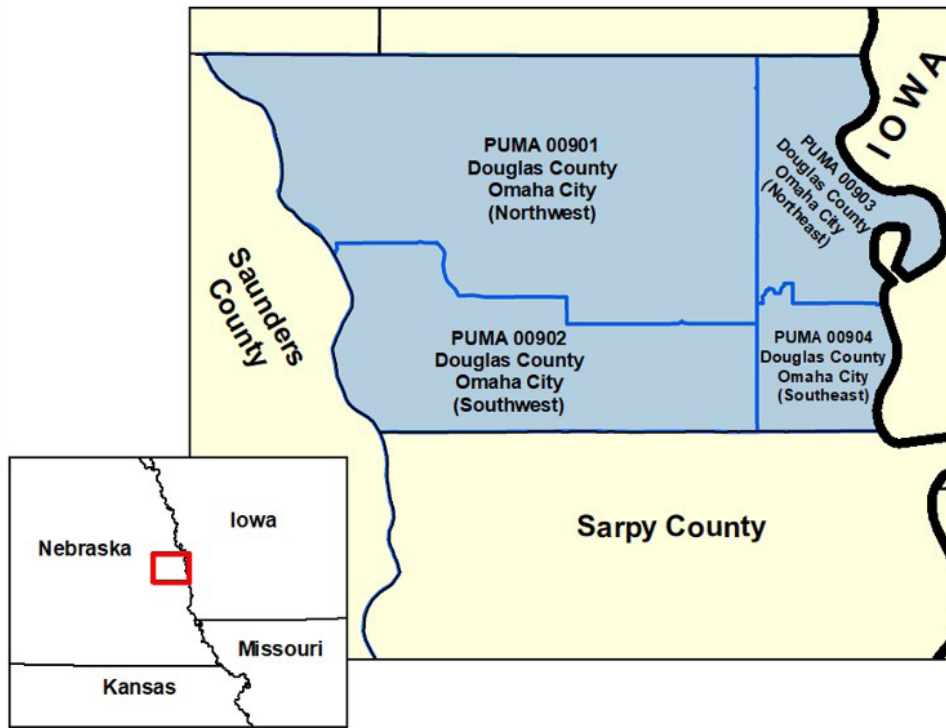 PUMA 00901
Douglas County
Omaha City
(Northwest)
PUMA 00903
Douglas County
Omaha City
(Northeast)
IOWA
Saunders
County
PUMA 00902
Douglas County
Omaha City
(Southwest)
PUMA 00904
Douglas County
Omaha City
(Southeast)
Sarpy County
Nebraska
Iowa
Missouri
Kansas